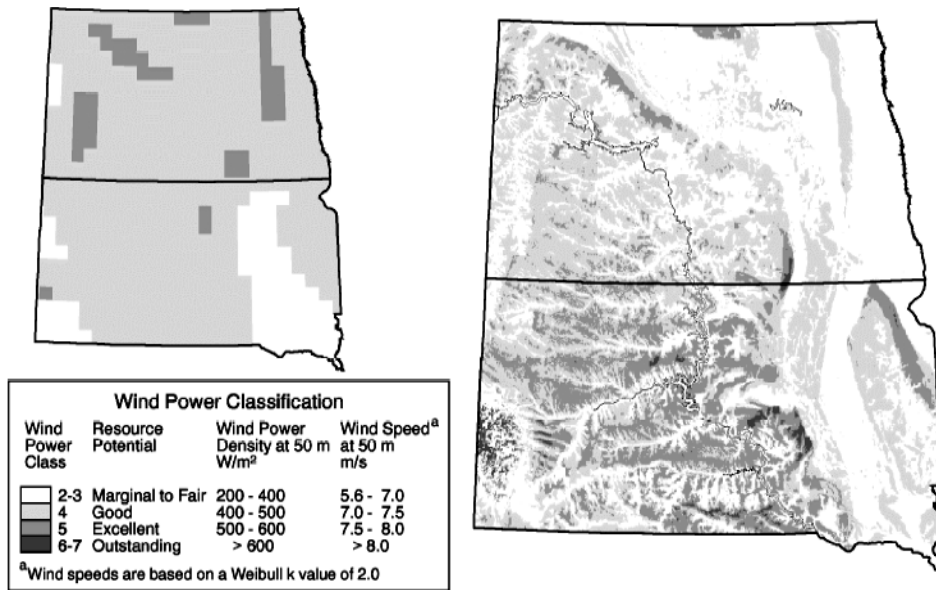 Wind Power Classification
Wind Resource Wind Power Wind Speedᵃ
Power Potential Density at 50 m at 50 m
Class W/m² m/s
2-3 Marginal to Fair 200 - 400 5.6 - 7.0
4 Good 400 - 500 7.0 - 7.5
5 Excellent 500 - 600 7.5 - 8.0
6-7 Outstanding > 600 > 8.0
ᵃWind speeds are based on a Weibull k value of 2.0